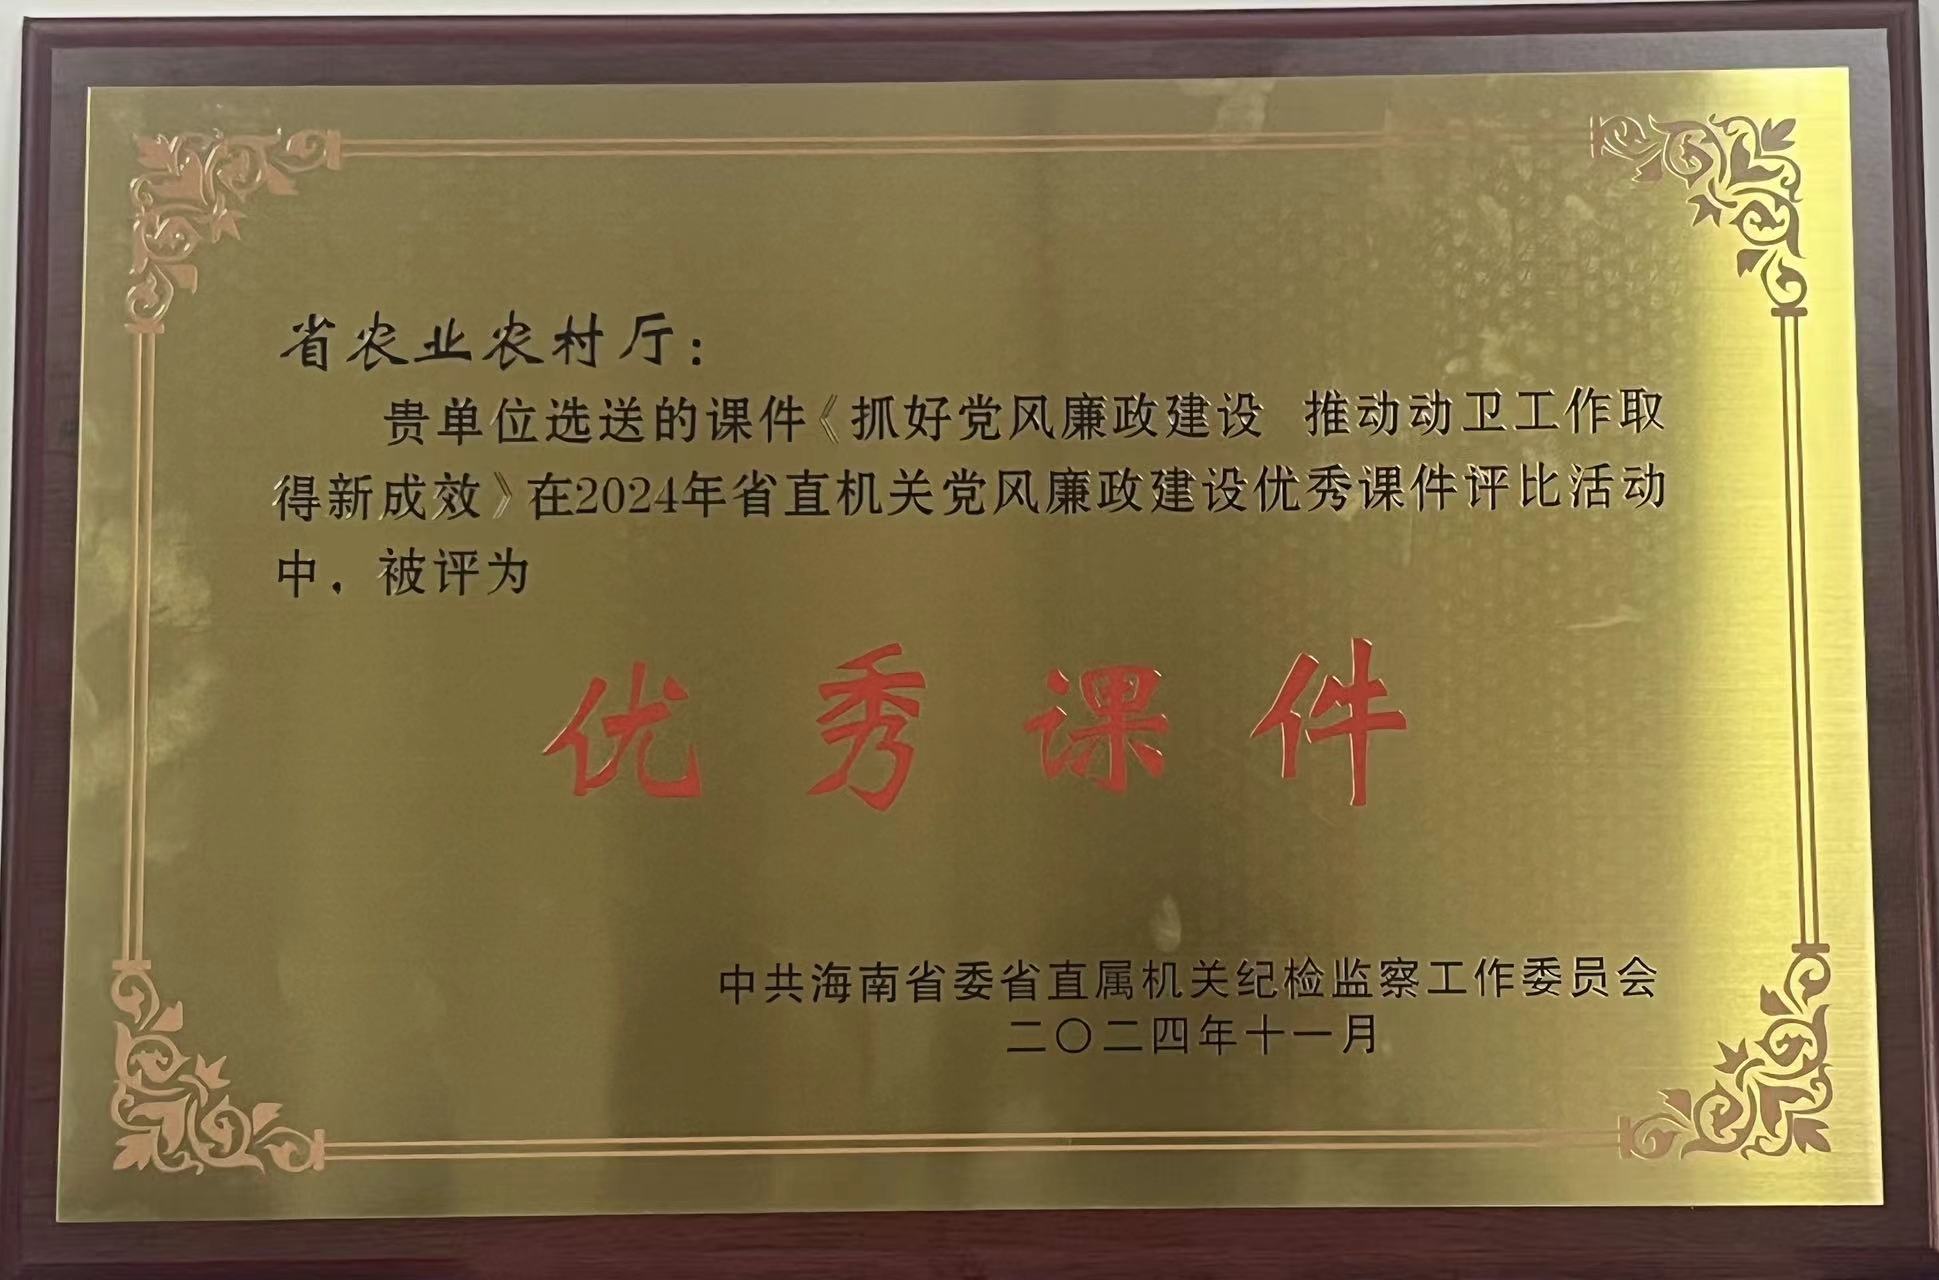 省农业农村厅：
贵单位选送的课件《抓好党风廉政建设 推动动卫工作取
得新成效》在2024年省直机关党风廉政建设优秀课件评比活动
中，被评为
优秀课件
中共海南省委省直属机关纪检监察工作委员会
二〇二四年十一月